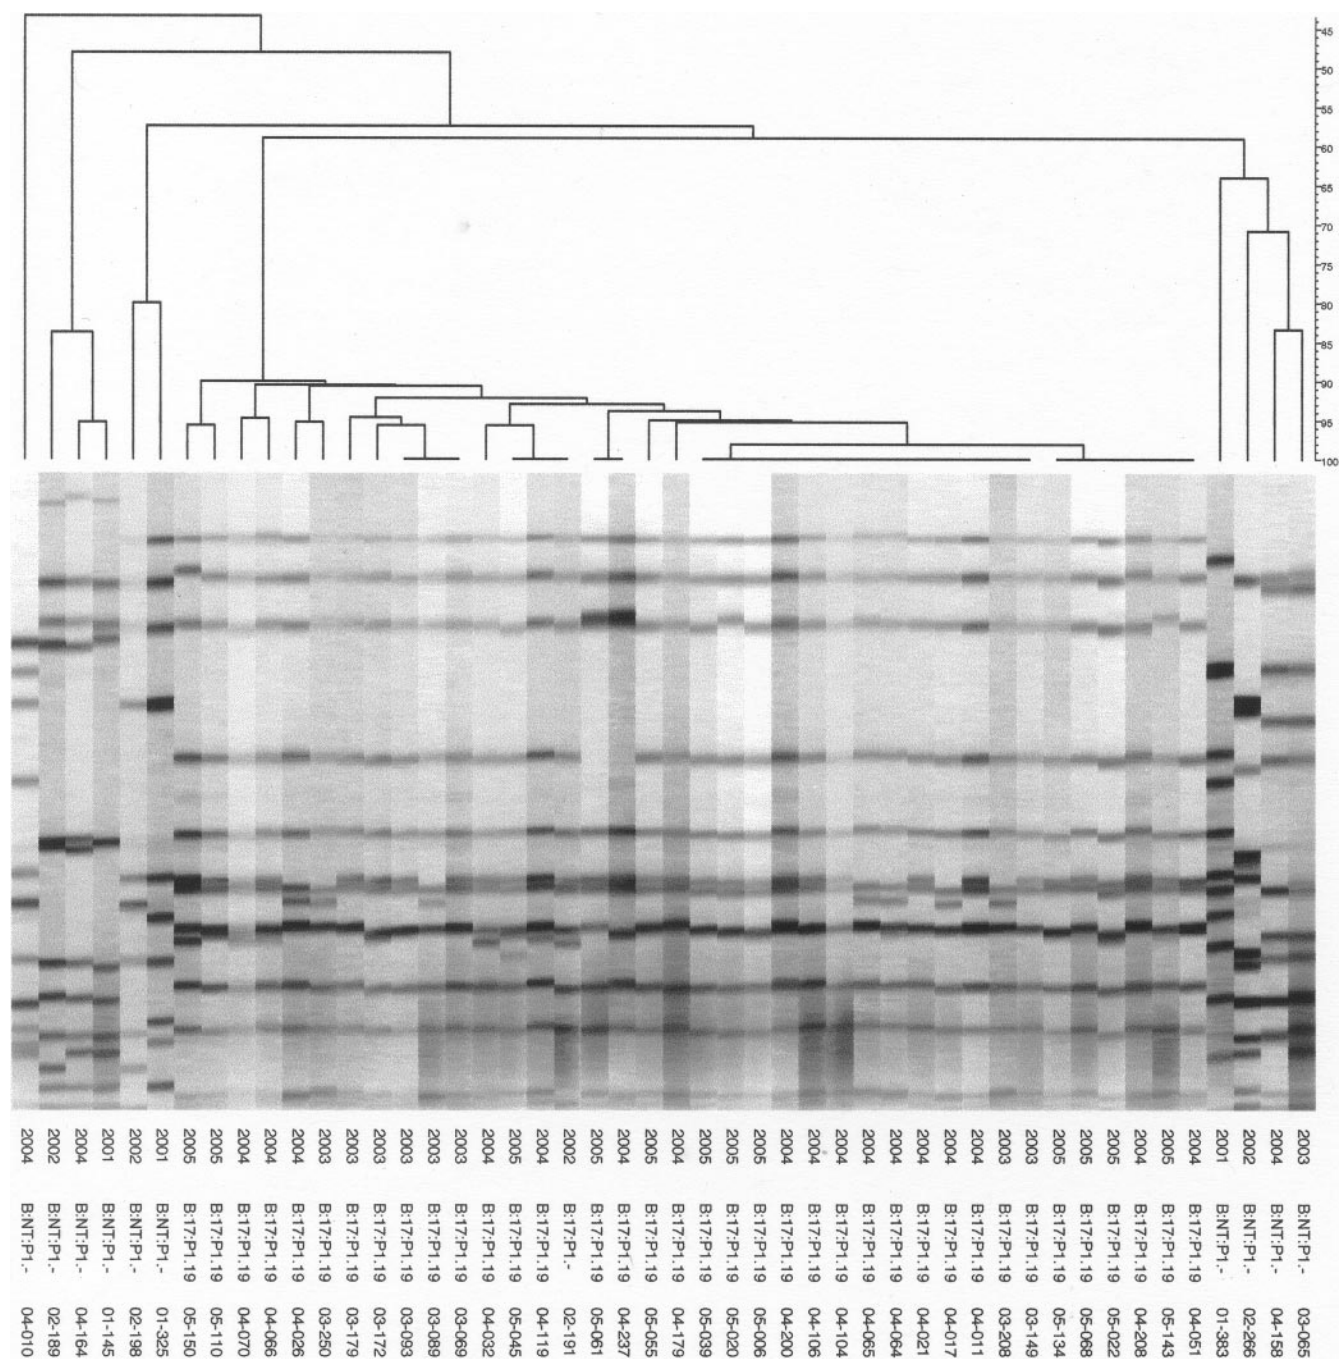 45
50
55
60
65
70
75
80
85
90
95
100
2003 B:NT:P1.- 03-065
2004 B:NT:P1.- 04-158
2002 B:NT:P1.- 02-266
2001 B:NT:P1.- 01-383
2004 B:17:P1.19 04-051
2005 B:17:P1.19 05-143
2004 B:17:P1.19 04-208
2005 B:17:P1.19 05-022
2005 B:17:P1.19 05-068
2005 B:17:P1.19 05-134
2003 B:17:P1.19 03-149
2003 B:17:P1.19 03-208
2004 B:17:P1.19 04-011
2004 B:17:P1.19 04-017
2004 B:17:P1.19 04-021
2004 B:17:P1.19 04-064
2004 B:17:P1.19 04-065
2004 B:17:P1.19 04-104
2004 B:17:P1.19 04-106
2004 B:17:P1.19 04-200
2005 B:17:P1.19 05-006
2005 B:17:P1.19 05-020
2005 B:17:P1.19 05-039
2004 B:17:P1.19 04-179
2005 B:17:P1.19 05-055
2004 B:17:P1.19 04-237
2005 B:17:P1.19 05-061
2002 B:17:P1.- 02-191
2004 B:17:P1.19 04-119
2005 B:17:P1.19 05-045
2004 B:17:P1.19 04-032
2003 B:17:P1.19 03-069
2003 B:17:P1.19 03-089
2003 B:17:P1.19 03-093
2003 B:17:P1.19 03-172
2003 B:17:P1.19 03-179
2003 B:17:P1.19 03-250
2004 B:17:P1.19 04-026
2004 B:17:P1.19 04-066
2004 B:17:P1.19 04-070
2005 B:17:P1.19 05-110
2005 B:17:P1.19 05-150
2001 B:NT:P1.- 01-325
2002 B:NT:P1.- 02-198
2001 B:NT:P1.- 01-145
2004 B:NT:P1.- 04-164
2002 B:NT:P1.- 02-189
2004 B:NT:P1.- 04-010